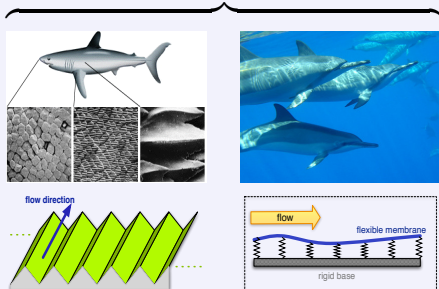 flow direction
flow
flexible membrane
rigid base